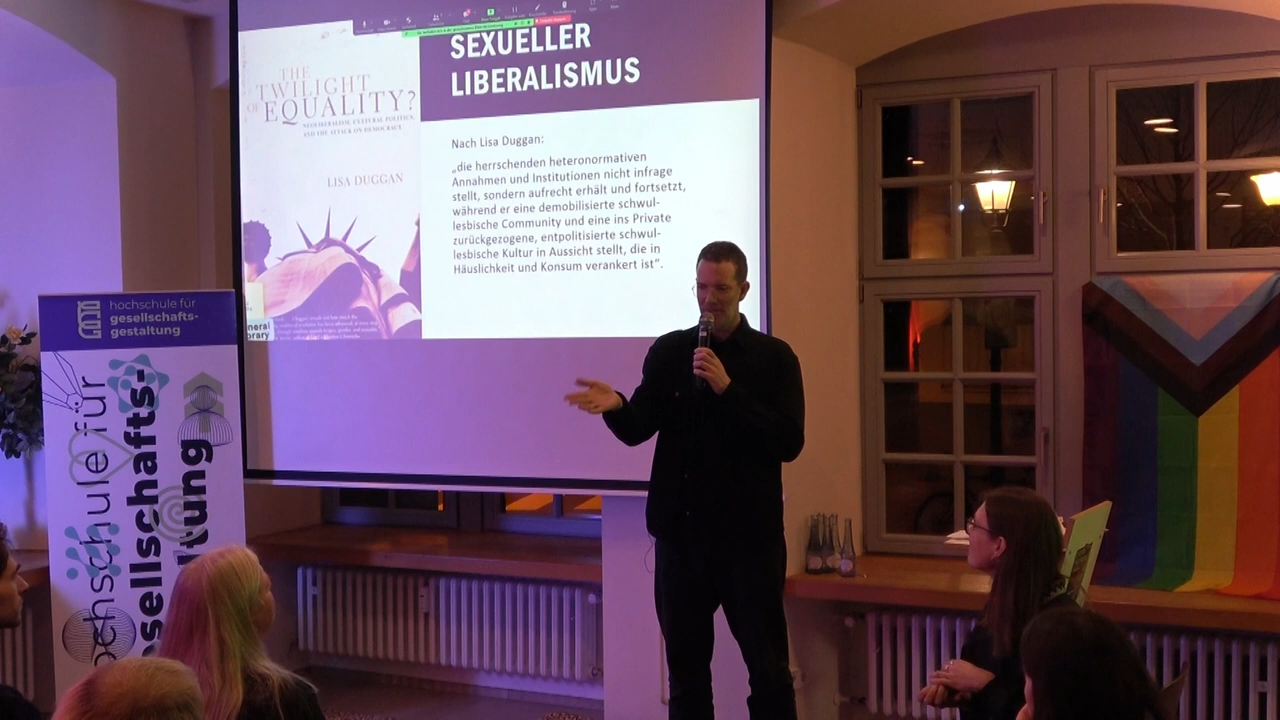 SEXUELLER
LIBERALISMUS
THE
TWILIGHT
OF EQUALITY?
NEOLIBERALISM, CULTURAL POLITICS,
AND THE ATTACK ON DEMOCRACY
LISA DUGGAN
Nach Lisa Duggan:
„die herrschenden heteronormativen
Annahmen und Institutionen nicht infrage
stellt, sondern aufrecht erhält und fortsetzt,
während er eine demobilisierte schwul-
lesbische Community und eine ins Private
zurückgezogene, entpolitisierte schwul-
lesbische Kultur in Aussicht stellt, die in
Häuslichkeit und Konsum verankert ist“.
hochschule für
gesellschafts-
gestaltung
hochschule für
gesellschafts-